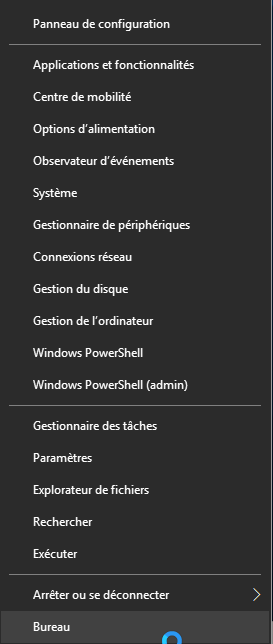 Panneau de configuration
Applications et fonctionnalités
Centre de mobilité
Options d’alimentation
Observateur d’événements
Système
Gestionnaire de périphériques
Connexions réseau
Gestion du disque
Gestion de l’ordinateur
Windows PowerShell
Windows PowerShell (admin)
Gestionnaire des tâches
Paramètres
Explorateur de fichiers
Rechercher
Exécuter
Arrêter ou se déconnecter
Bureau